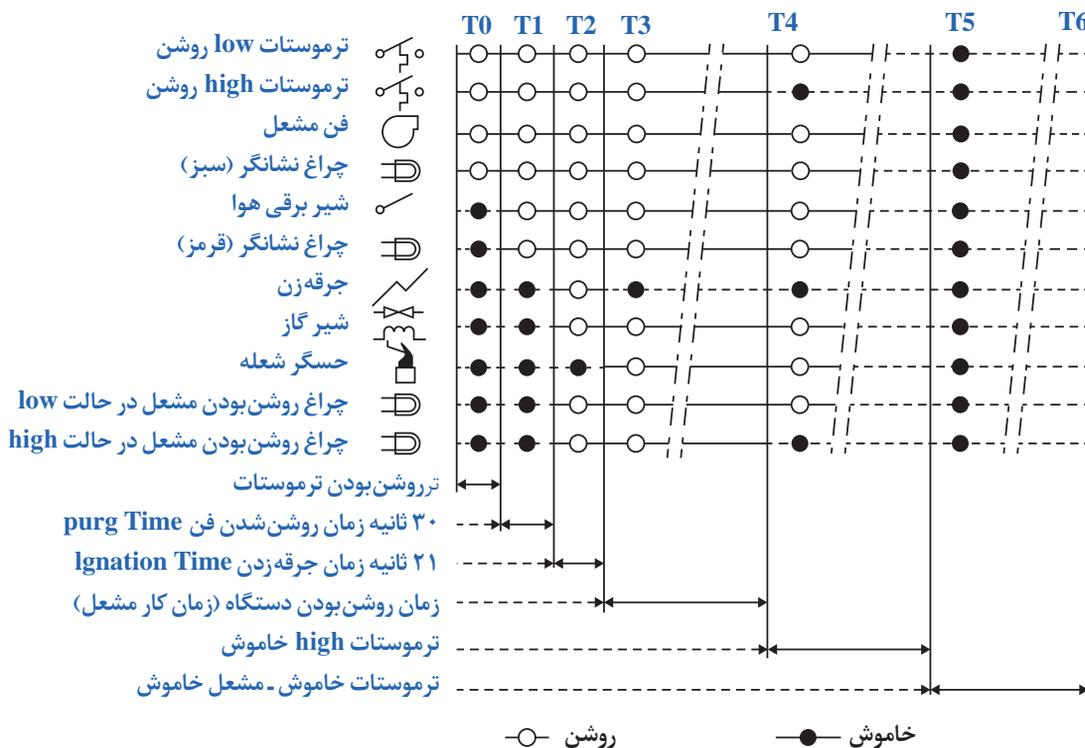 T0 T1 T2 T3 T4 T5 T6
ترموستات low روشن
ترموستات high روشن
فن مشعل
چراغ نشانگر (سبز)
شیر برقی هوا
چراغ نشانگر (قرمز)
جرقه‌زن
شیر گاز
حسگر شعله
چراغ روشن‌بودن مشعل در حالت low
چراغ روشن‌بودن مشعل در حالت high
ترروشن‌بودن ترموستات
۳۰ ثانیه زمان روشن‌شدن فن purg Time
۲۱ ثانیه زمان جرقه‌زدن lgnation Time
زمان روشن‌بودن دستگاه (زمان کار مشعل)
ترموستات high خاموش
ترموستات خاموش ـ مشعل خاموش
روشن خاموش